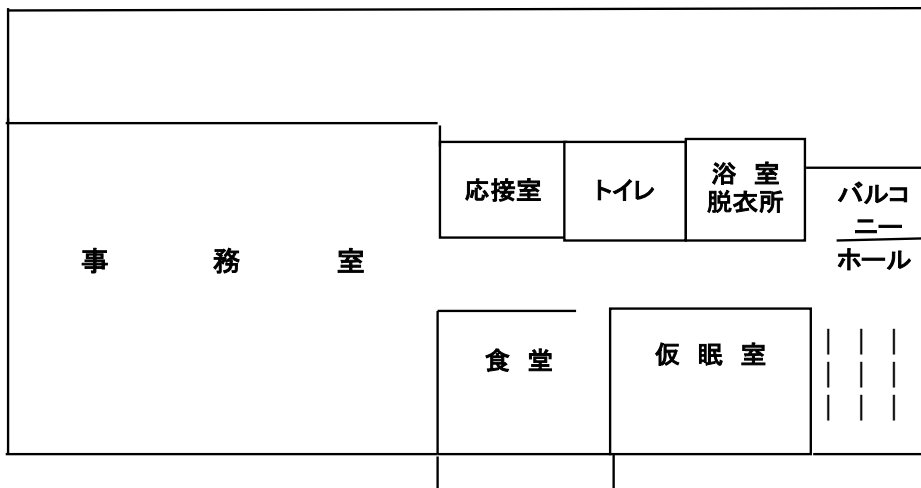 応接室
トイレ
浴 室
脱衣所
バルコ
ニー
ホール
事 務 室
食 堂
仮 眠 室